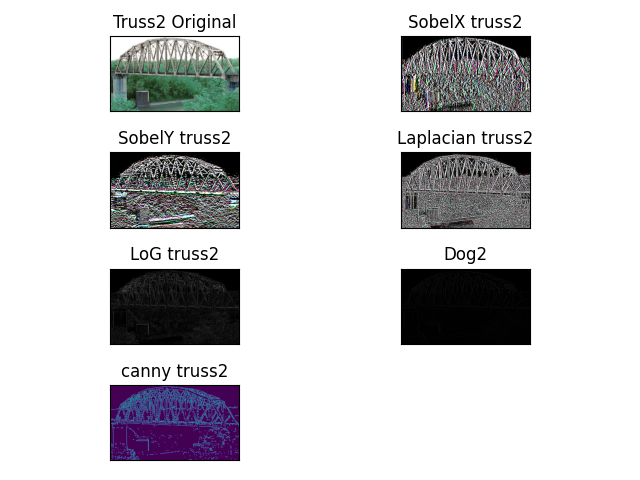 Truss2 Original
SobelX truss2
SobelY truss2
Laplacian truss2
LoG truss2
Dog2
canny truss2